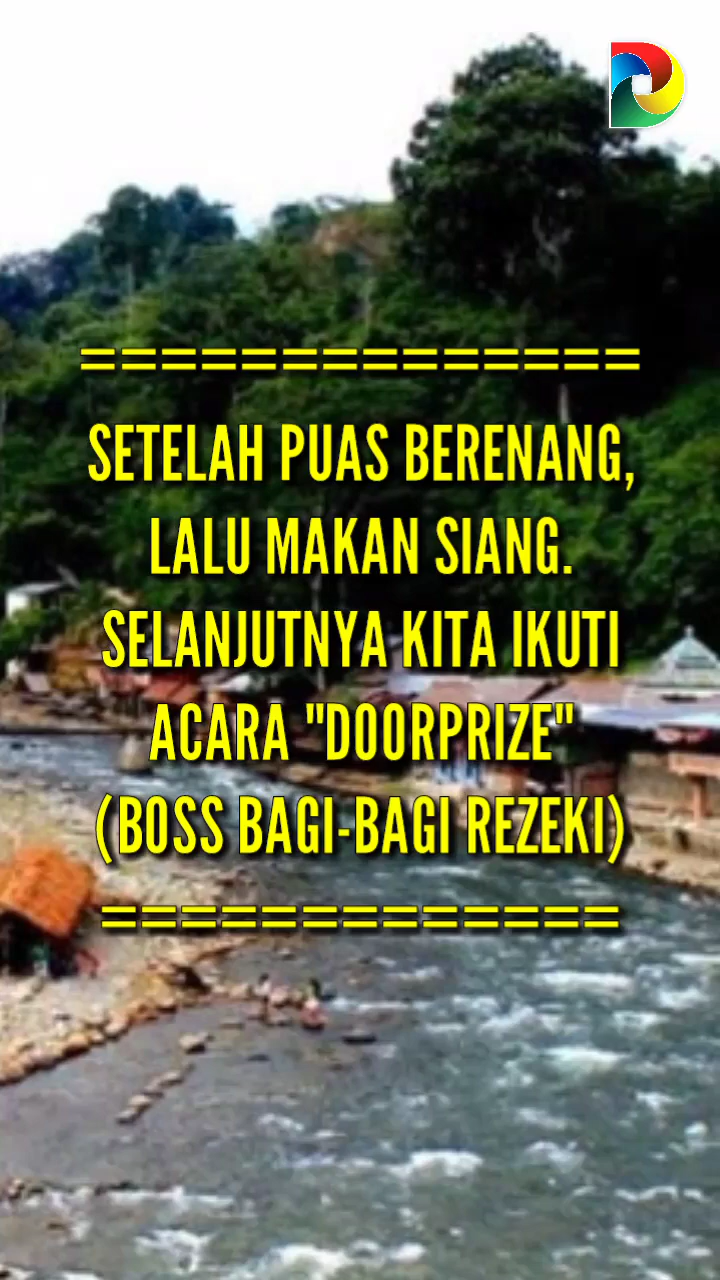 ==============
SETELAH PUAS BERENANG,
LALU MAKAN SIANG.
SELANJUTNYA KITA IKUTI
ACARA "DOORPRIZE"
(BOSS BAGI-BAGI REZEKI)
=============